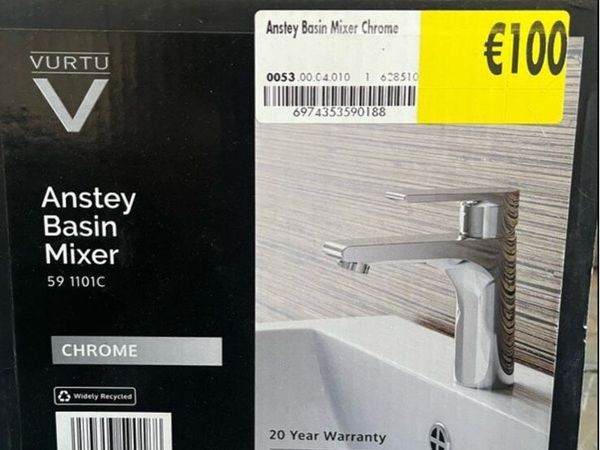 Anstey Basin Mixer Chrome
€100
0053.00.04.010 1 628510
6974353590188
VURTU
Anstey
Basin
Mixer
59 1101C
CHROME
Widely Recycled
20 Year Warranty